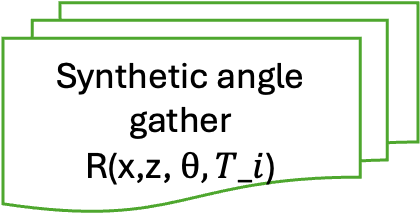 Synthetic angle
gather
R(x,z, θ, 𝑇_𝑖)